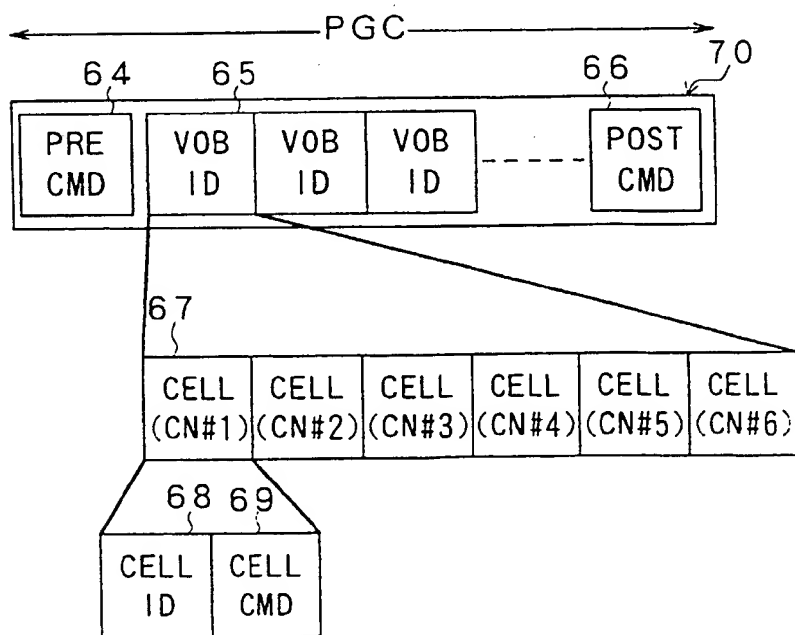 PGC
64
65
66
70
PRE
CMD
VOB
ID
VOB
ID
VOB
ID
POST
CMD
67
CELL
(CN#1)
CELL
(CN#2)
CELL
(CN#3)
CELL
(CN#4)
CELL
(CN#5)
CELL
(CN#6)
68
69
CELL
ID
CELL
CMD